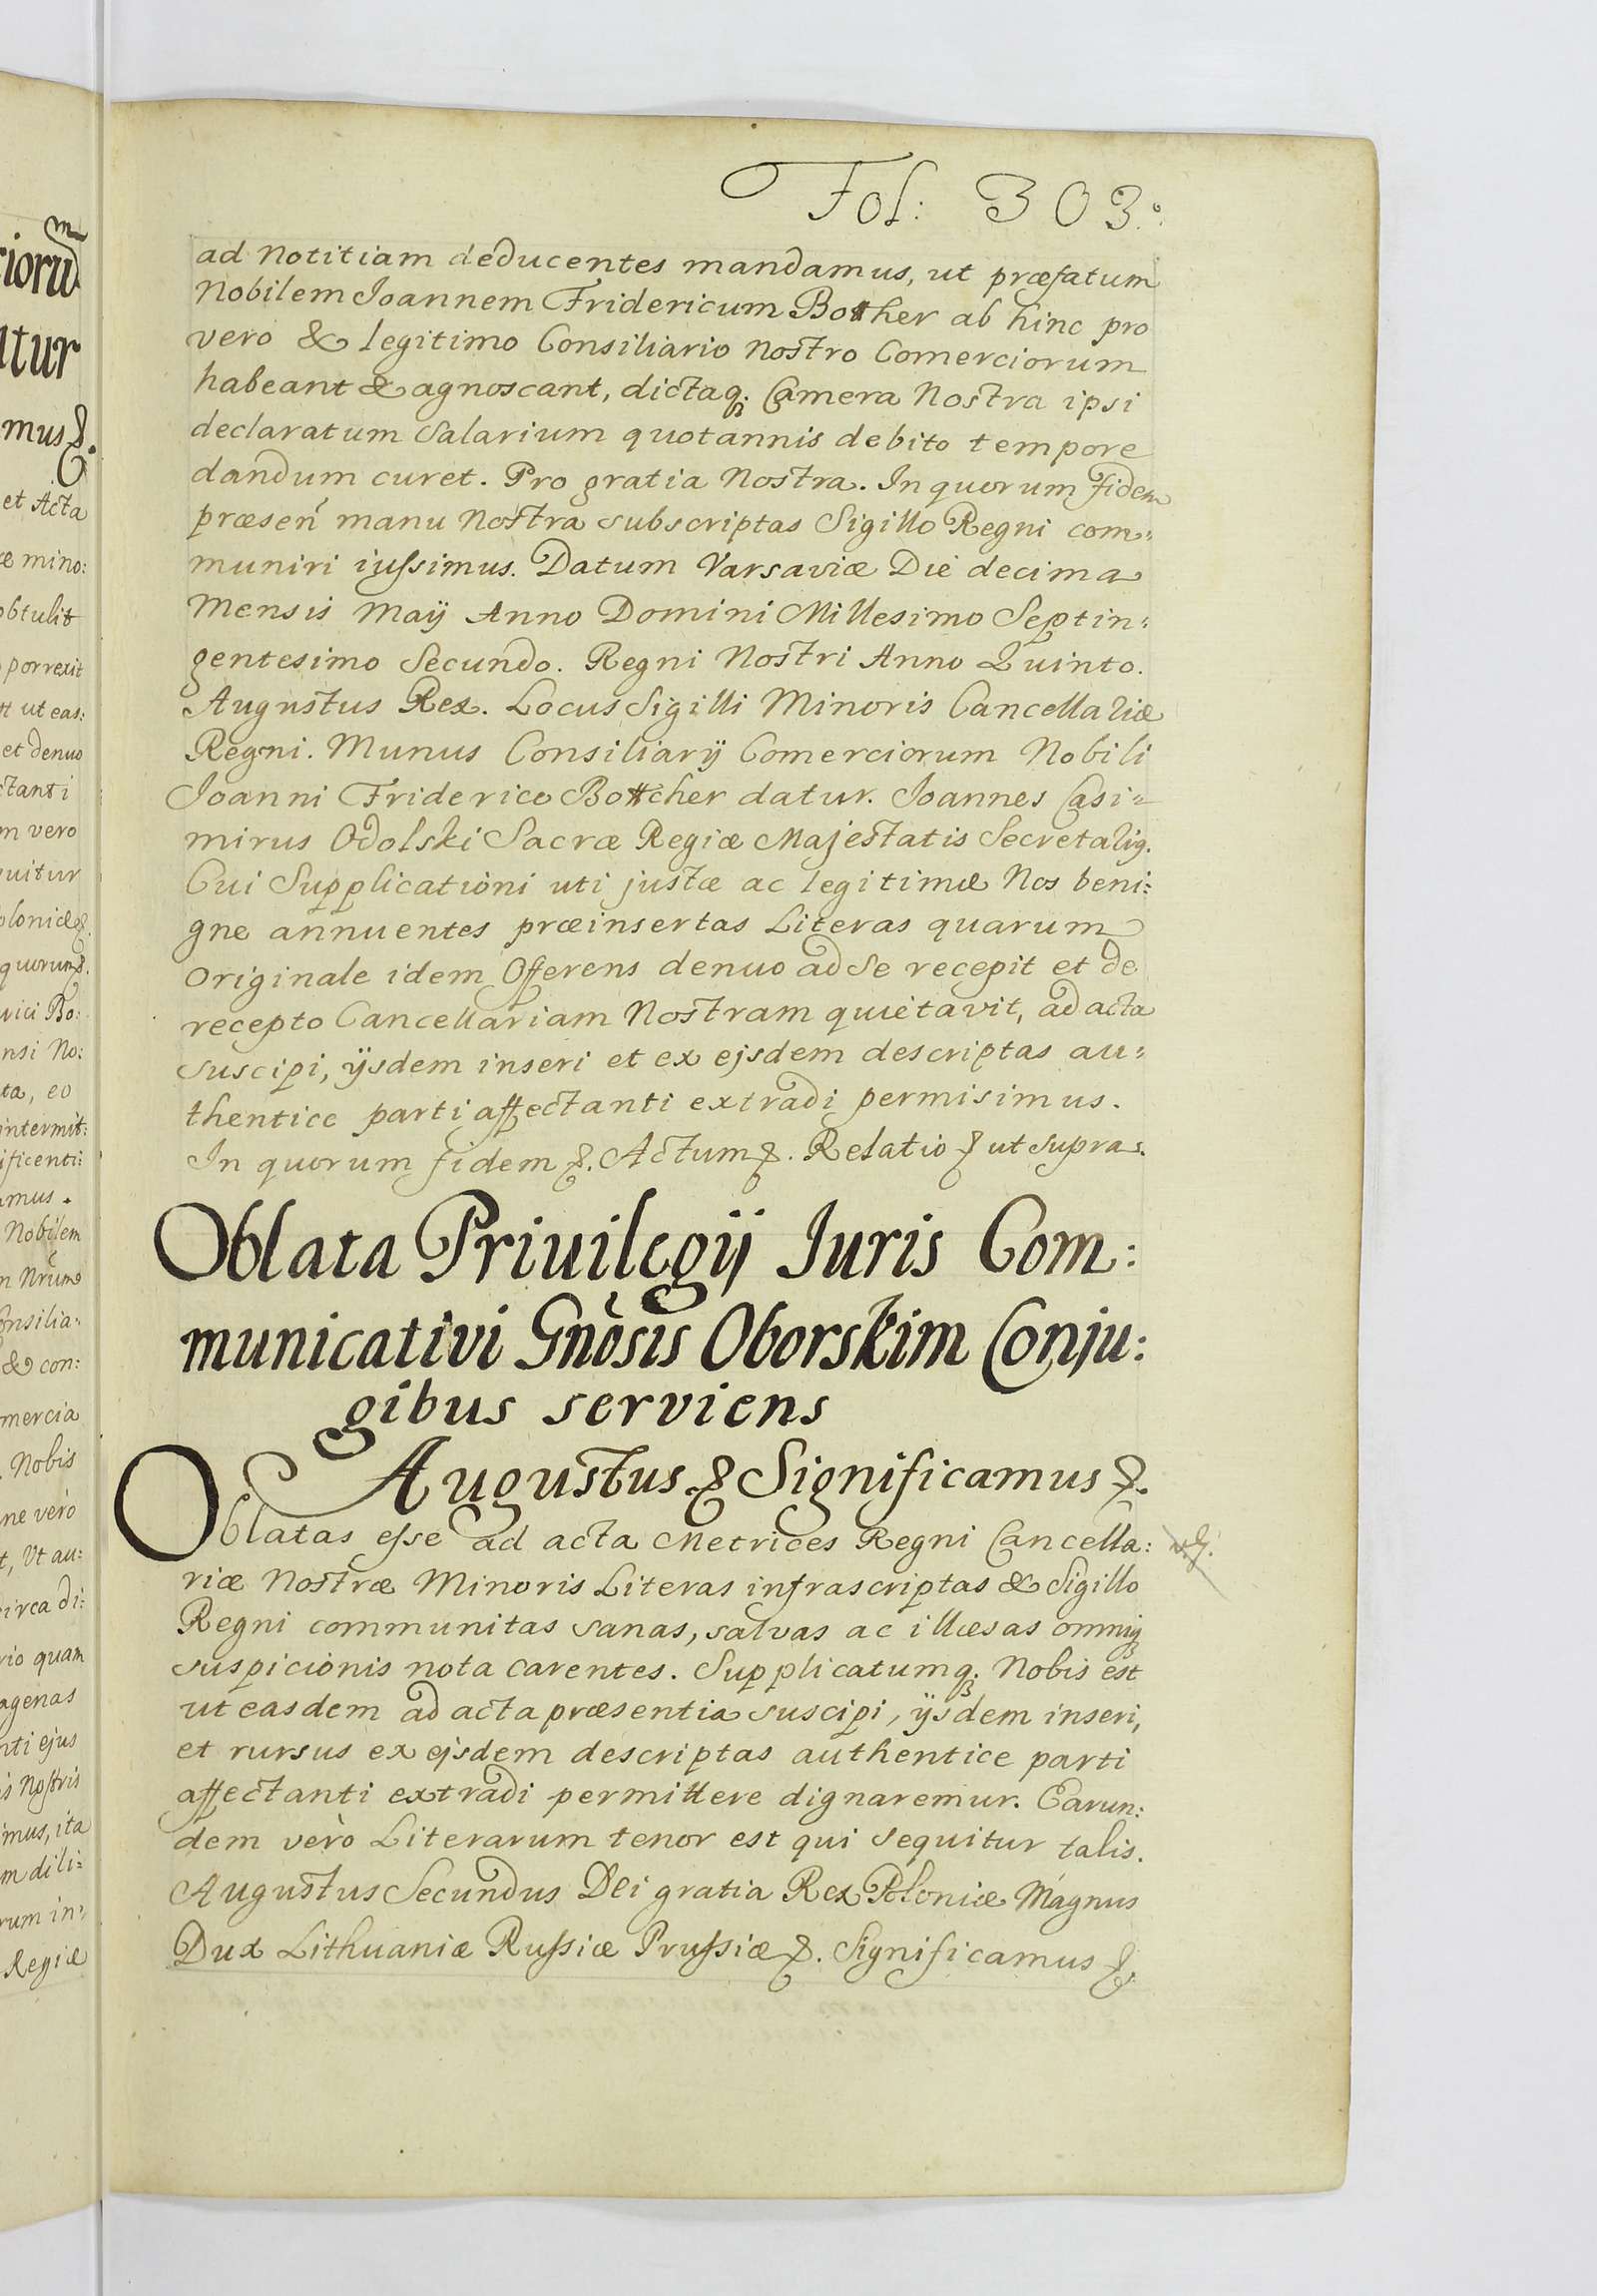 Fol: 303.
ad Notitiam deducentes mandamus, ut præfatum
Nobilem Joannem Fridericum Botther ab hinc pro
vero & legitimo Consiliario Nostro Comerciorum
habeant & agnoscant, dictaq; Camera Nostra ipsi
declaratum Salarium quotannis debito tempore
dandum curet. Pro gratia Nostra. In quorum fidem
præsen manu Nostra subscriptas Sigillo Regni com:
muniri iussimus. Datum Varsaviæ Die decima
Mensis Maij Anno Domini Millesimo Septin:
gentesimo Secundo. Regni Nostri Anno Quinto.
Augustus Rex. Locus Sigilli Minoris Cancellariæ
Regni. Munus Consiliarij Comerciorum Nobili
Joanni Friderico Bottcher datur. Joannes Casi:
mirus Odolski Sacræ Regiæ Majestatis Secretarig.
Cui Supplicationi uti justæ ac legitimæ Nos beni:
gne annuentes præinsertas Literas quarum
Originale idem Offerens denuo ad se recepit et de
recepto Cancellariam Nostram quietavit, ad acta
suscipi, ijsdem inseri et ex ejsdem descriptas au:
thentice parti affectanti extradi permisimus.
In quorum fidem &. Actum &. Relatio & ut supra.
Oblata Priuilegij Iuris Com:
municativi Gnosis Oborskim Conju:
gibus serviens
Augustus & Significamus &.
Oblatas esse ad acta Metrices Regni Cancella:
riæ Nostræ Minoris Literas infrascriptas & Sigillo
Regni communitas sanas, salvas ac illæsas omniq;
suspicionis nota carentes. Supplicatumq; Nobis est
ut easdem ad acta præsentia suscipi, ijsdem inseri,
et rursus ex ejsdem descriptas authentice parti
affectanti extradi permittere dignaremur. Earun:
dem verò Literarum tenor est qui sequitur talis.
Augustus Secundus Dei gratia Rex Poloniæ Magnus
Dux Lithuaniæ Russiæ Prussiæ &. Significamus &.